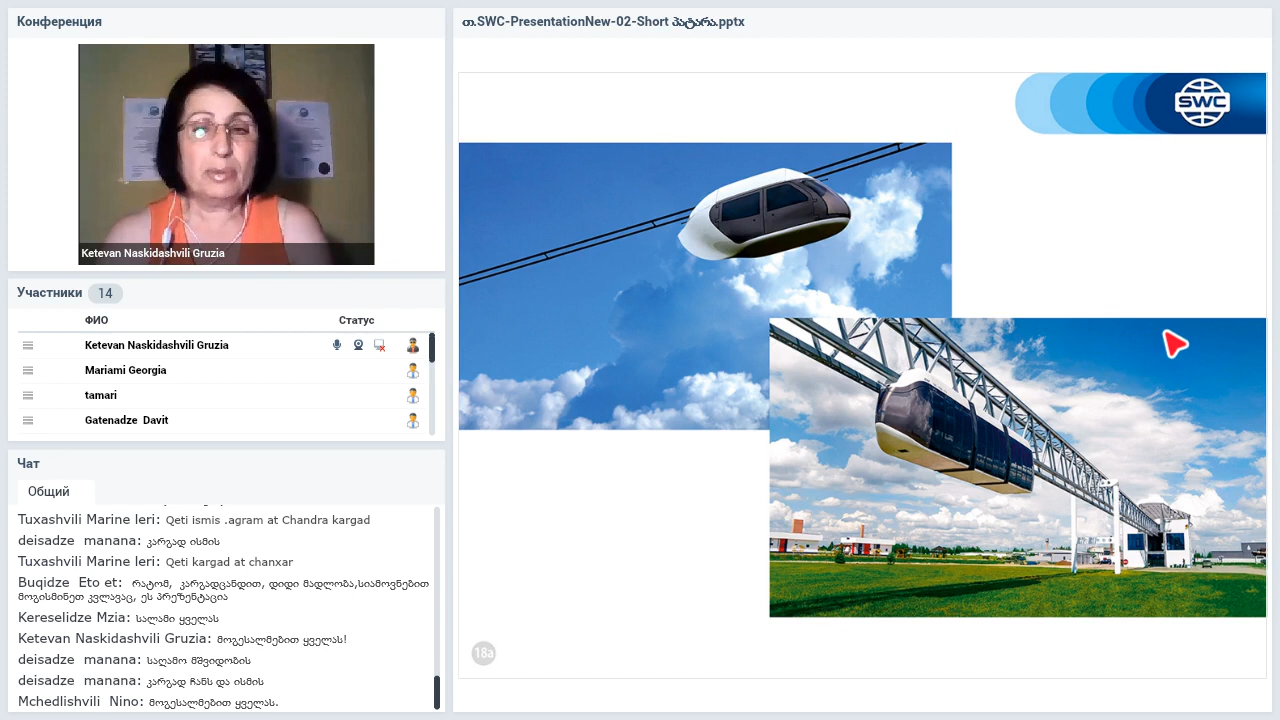 Конференция
Ketevan Naskidashvili Gruzia
Участники 14
ФИО Статус
Ketevan Naskidashvili Gruzia
Mariami Georgia
tamari
Gatenadze Davit
Чат
Общий
Tuxashvili Marine leri: Qeti ismis .agram at Chandra kargad
deisadze manana: კარგად ისმის
Tuxashvili Marine leri: Qeti kargad at chanxar
Buqidze Eto et: რატომ, კარგადცანდით, დიდი მადლობა,სიამოვნებით
მოგისმინეთ კვლავაც, ეს პრეზენტაცია
Kereselidze Mzia: სალამი ყველას
Ketevan Naskidashvili Gruzia: მოგესალმებით ყველას!
deisadze manana: საღამო მშვიდობის
deisadze manana: კარგად ჩანს და ისმის
Mchedlishvili Nino: მოგესალმებით ყველას.
თ.SWC-PresentationNew-02-Short პატარა.pptx
SWC
18a